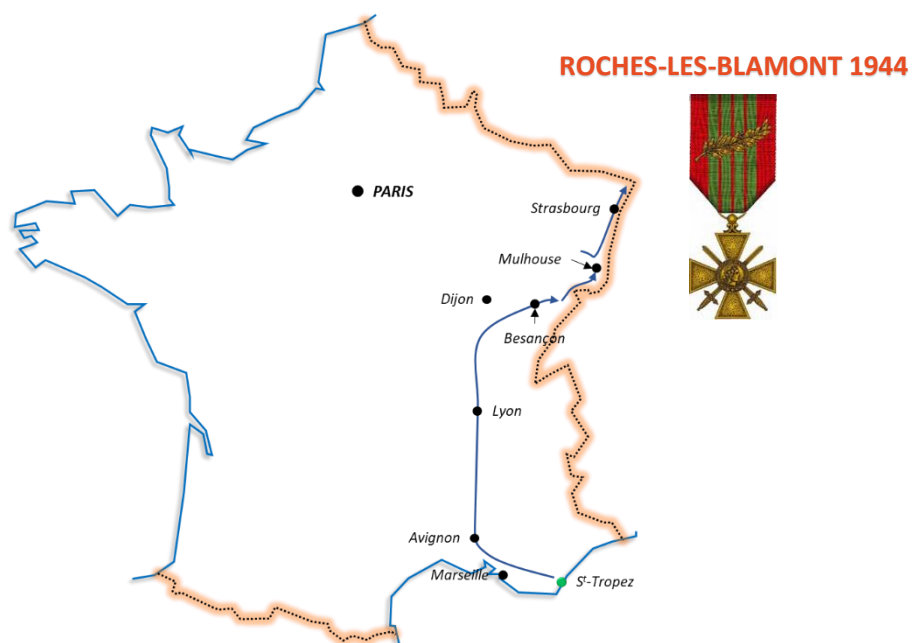 ROCHES-LES-BLAMONT 1944
PARIS
Strasbourg
Mulhouse
Dijon
Besançon
Lyon
Avignon
Marseille
Sᵗ-Tropez